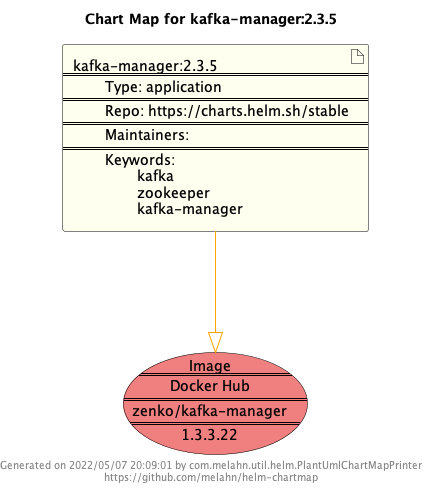 Chart Map for kafka-manager:2.3.5
kafka-manager:2.3.5
Type: application
Repo: https://charts.helm.sh/stable
Maintainers:
Keywords:
kafka
zookeeper
kafka-manager
Image
Docker Hub
zenko/kafka-manager
1.3.3.22
Generated on 2022/05/07 20:09:01 by com.melahn.util.helm.PlantUmlChartMapPrinter
https://github.com/melahn/helm-chartmap